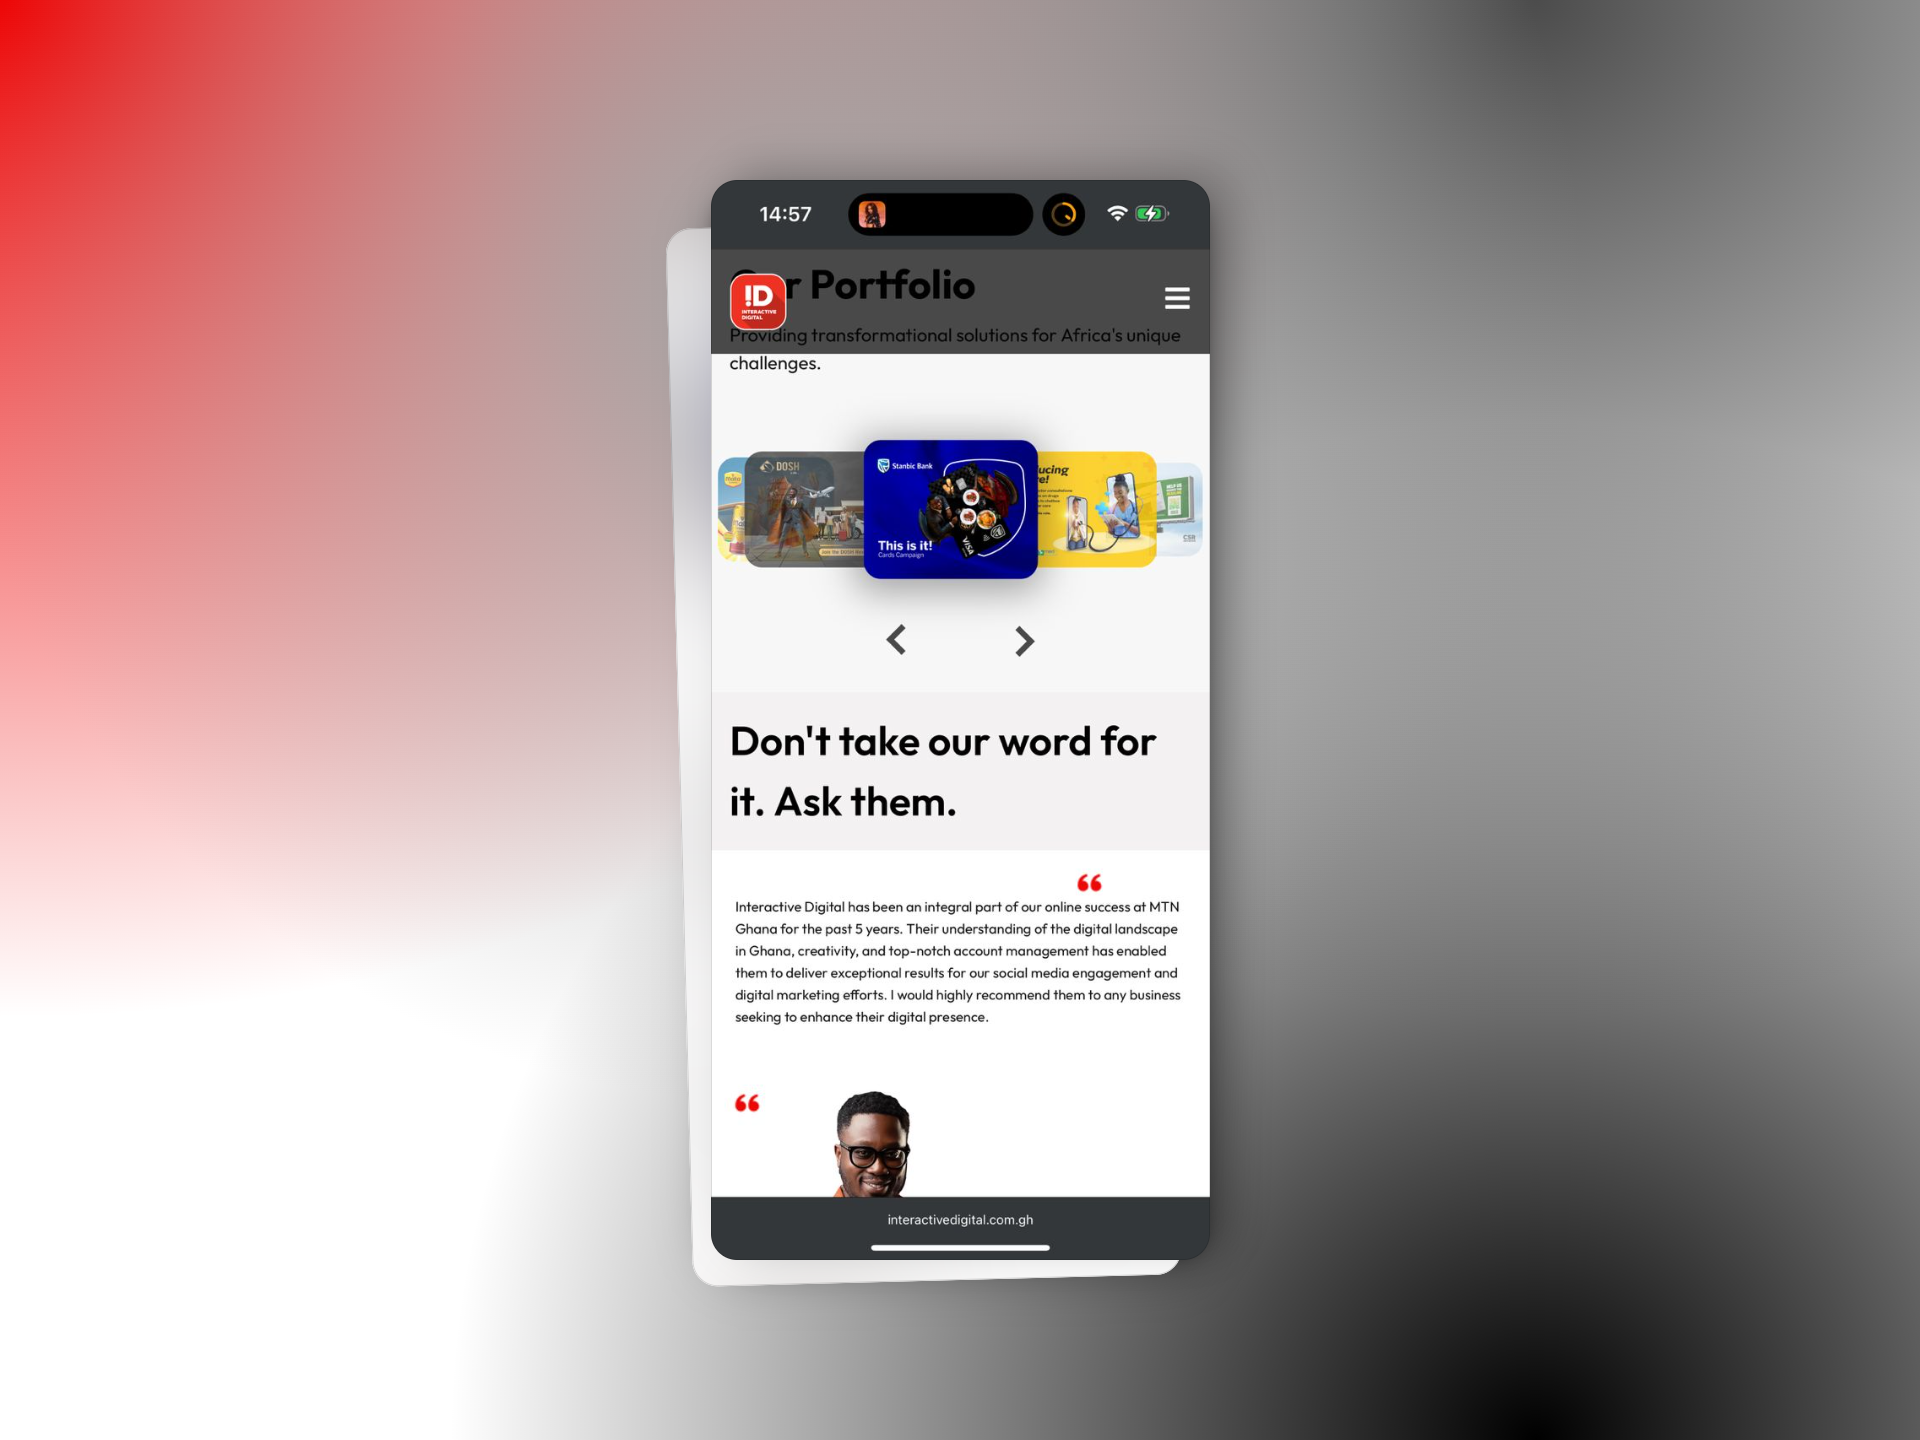 14:57
Our Portfolio
!D
INTERACTIVE
DIGITAL
Providing transformational solutions for Africa's unique
challenges.
DOSH
Stanbic Bank
This is it!
Cards Campaign
VISA
ucing
e!
HELP US
CSR
Don't take our word for
it. Ask them.
“
Interactive Digital has been an integral part of our online success at MTN
Ghana for the past 5 years. Their understanding of the digital landscape
in Ghana, creativity, and top-notch account management has enabled
them to deliver exceptional results for our social media engagement and
digital marketing efforts. I would highly recommend them to any business
seeking to enhance their digital presence.
“
interactivedigital.com.gh